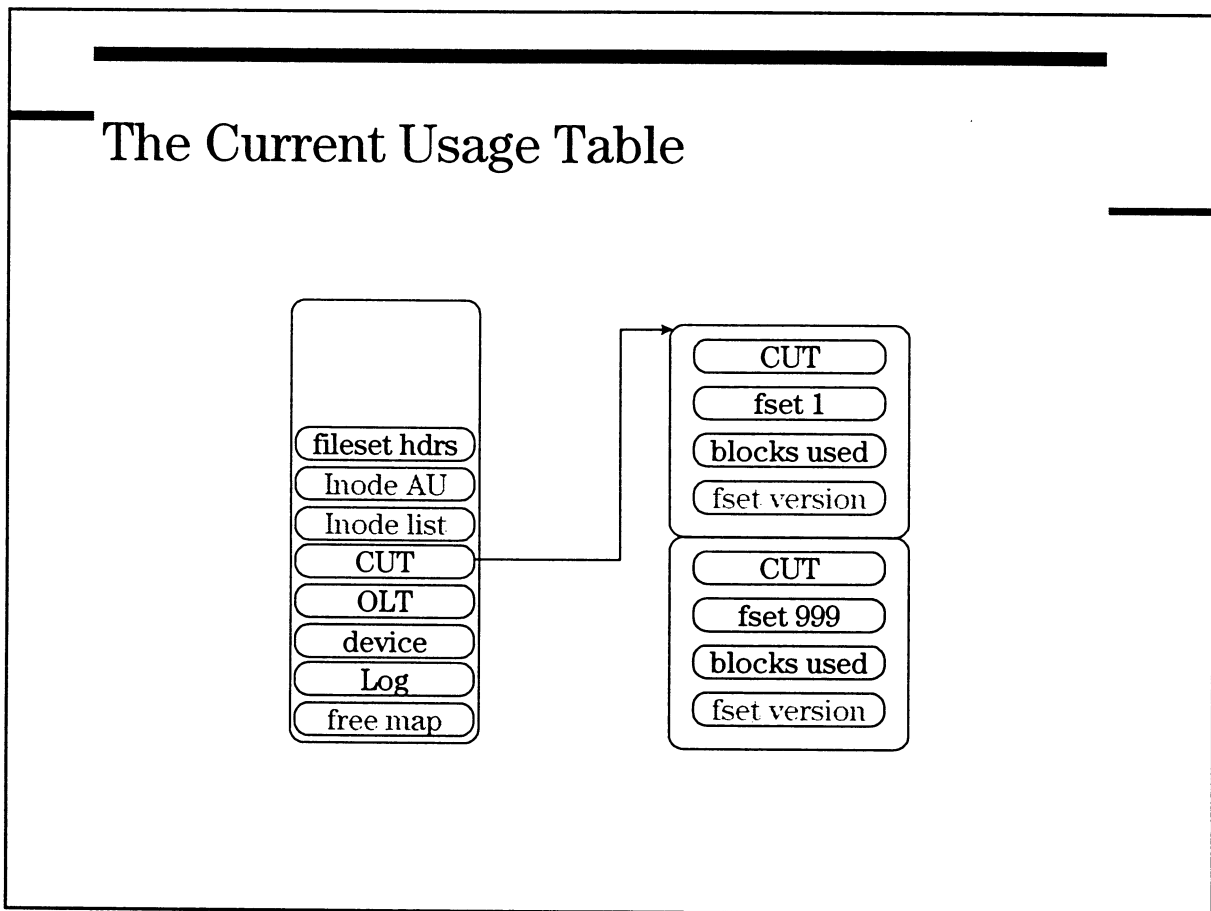 The Current Usage Table
fileset hdrs
Inode AU
Inode list
CUT
OLT
device
Log
free map
CUT
fset 1
blocks used
fset version
CUT
fset 999
blocks used
fset version